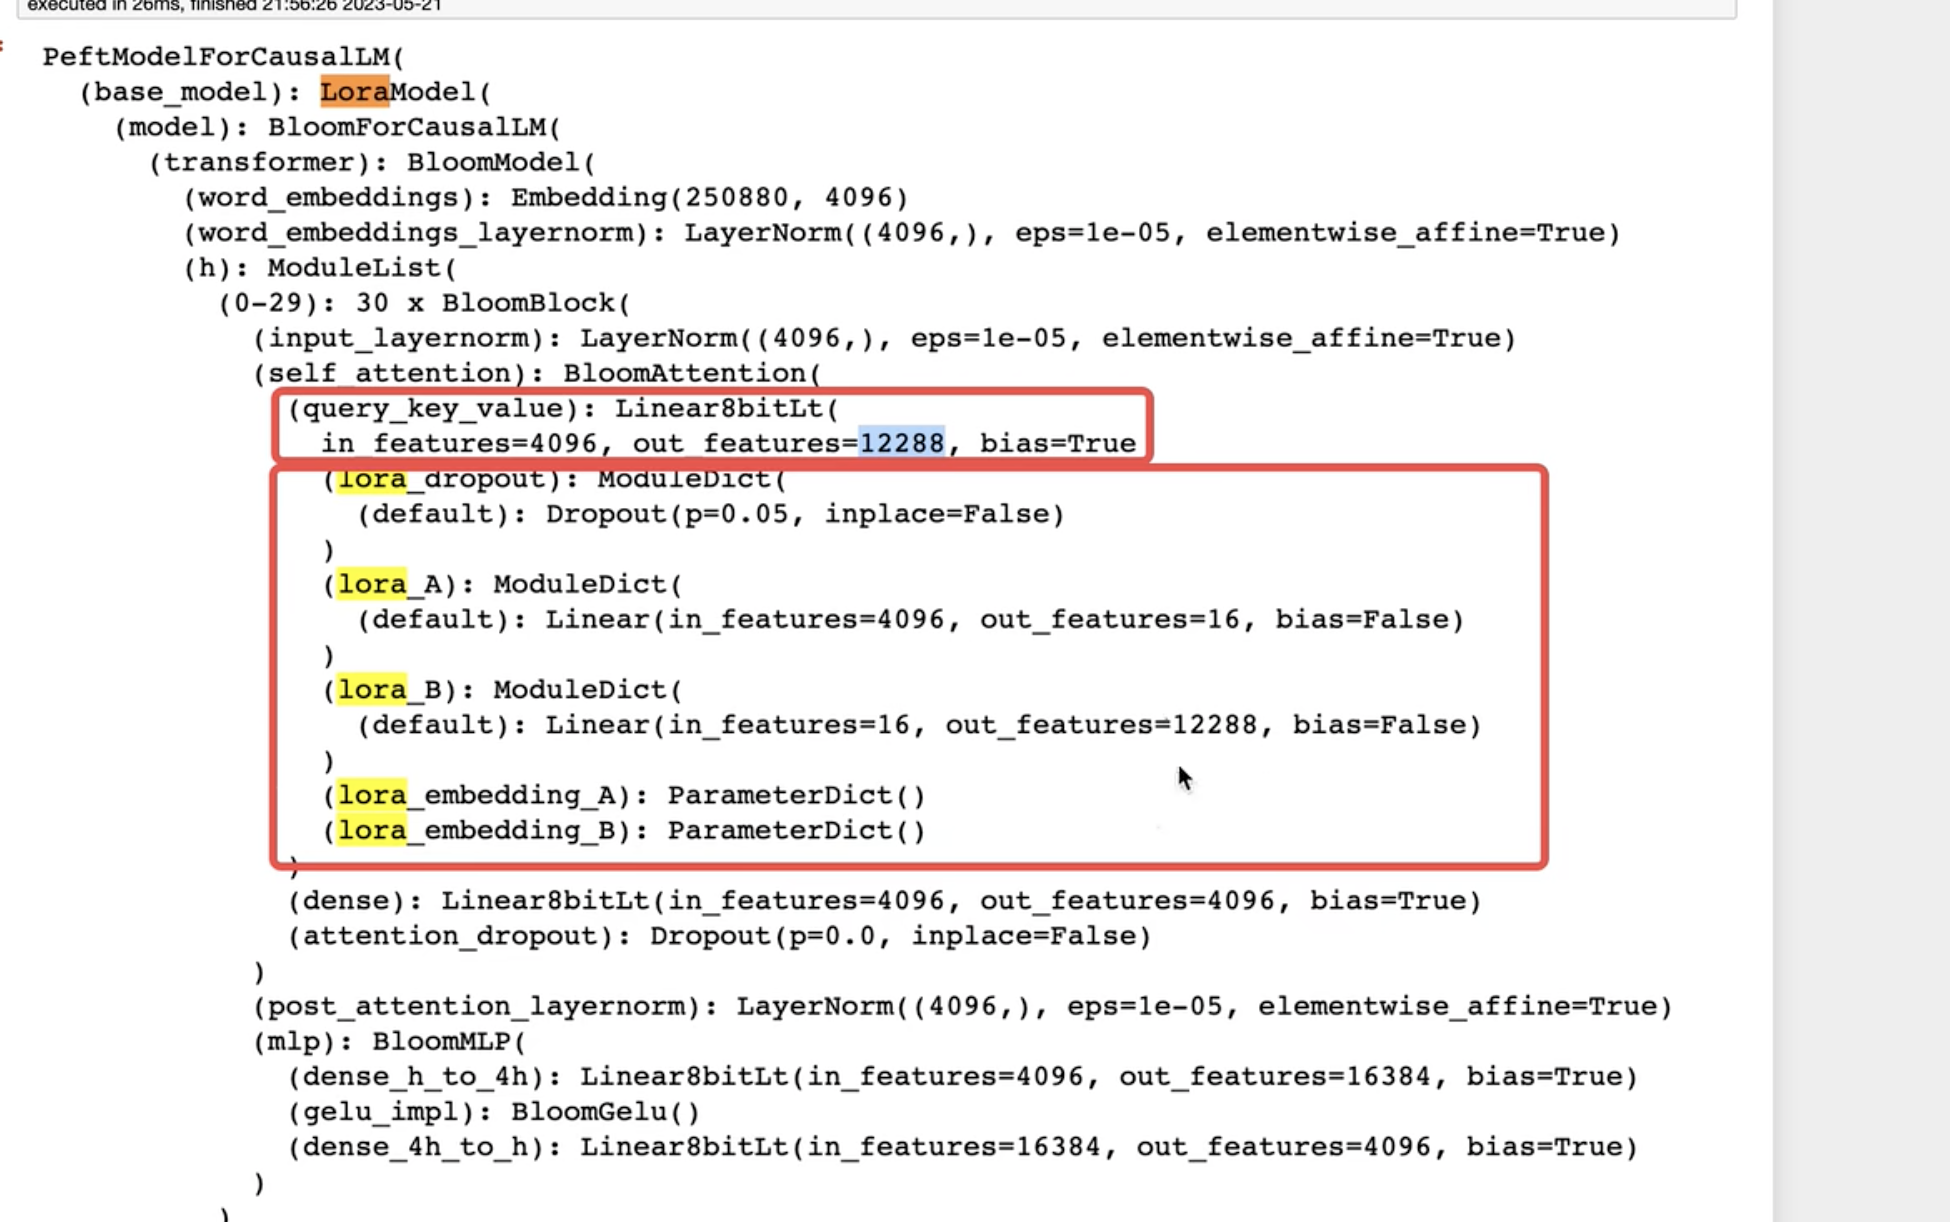 executed in 26ms, finished 21:56:26 2023-05-21
PeftModelForCausalLM(
(base_model): LoraModel(
(model): BloomForCausalLM(
(transformer): BloomModel(
(word_embeddings): Embedding(250880, 4096)
(word_embeddings_layernorm): LayerNorm((4096,), eps=1e-05, elementwise_affine=True)
(h): ModuleList(
(0-29): 30 x BloomBlock(
(input_layernorm): LayerNorm((4096,), eps=1e-05, elementwise_affine=True)
(self_attention): BloomAttention(
(query_key_value): Linear8bitLt(
in_features=4096, out_features=12288, bias=True
(lora_dropout): ModuleDict(
(default): Dropout(p=0.05, inplace=False)
)
(lora_A): ModuleDict(
(default): Linear(in_features=4096, out_features=16, bias=False)
)
(lora_B): ModuleDict(
(default): Linear(in_features=16, out_features=12288, bias=False)
)
(lora_embedding_A): ParameterDict()
(lora_embedding_B): ParameterDict()
)
(dense): Linear8bitLt(in_features=4096, out_features=4096, bias=True)
(attention_dropout): Dropout(p=0.0, inplace=False)
)
(post_attention_layernorm): LayerNorm((4096,), eps=1e-05, elementwise_affine=True)
(mlp): BloomMLP(
(dense_h_to_4h): Linear8bitLt(in_features=4096, out_features=16384, bias=True)
(gelu_impl): BloomGelu()
(dense_4h_to_h): Linear8bitLt(in_features=16384, out_features=4096, bias=True)
)
)